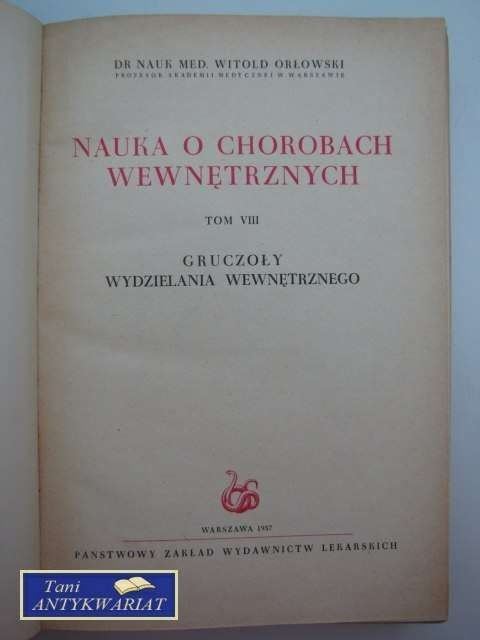 DR NAUK MED. WITOLD ORŁOWSKI
PROFESOR AKADEMII MEDYCZNEJ W WARSZAWIE
NAUKA O CHOROBACH
WEWNĘTRZNYCH
TOM VIII
GRUCZOŁY
WYDZIELANIA WEWNĘTRZNEGO
WARSZAWA 1957
PAŃSTWOWY ZAKŁAD WYDAWNICTW LEKARSKICH
Tani
ANTYKWARIAT